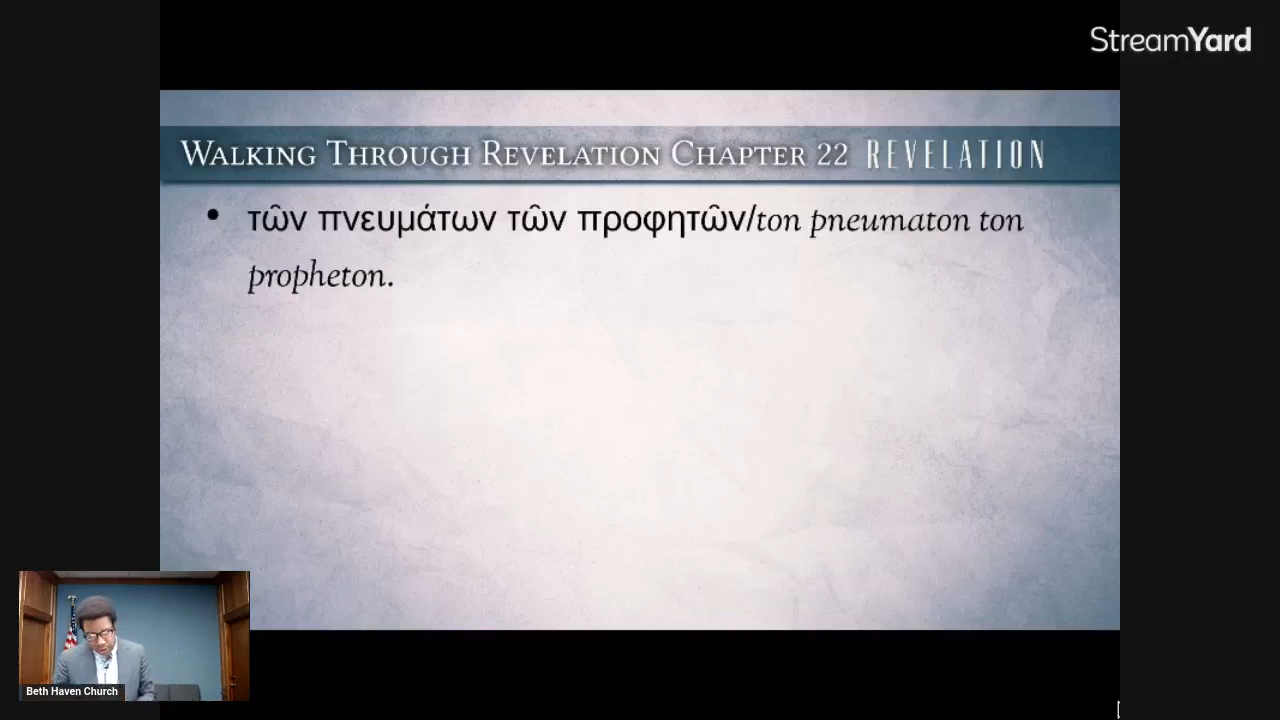 StreamYard
Walking Through Revelation Chapter 22 REVELATION
• τῶν πνευμάτων τῶν προφητῶν/ton pneumaton ton
propheton.
Beth Haven Church